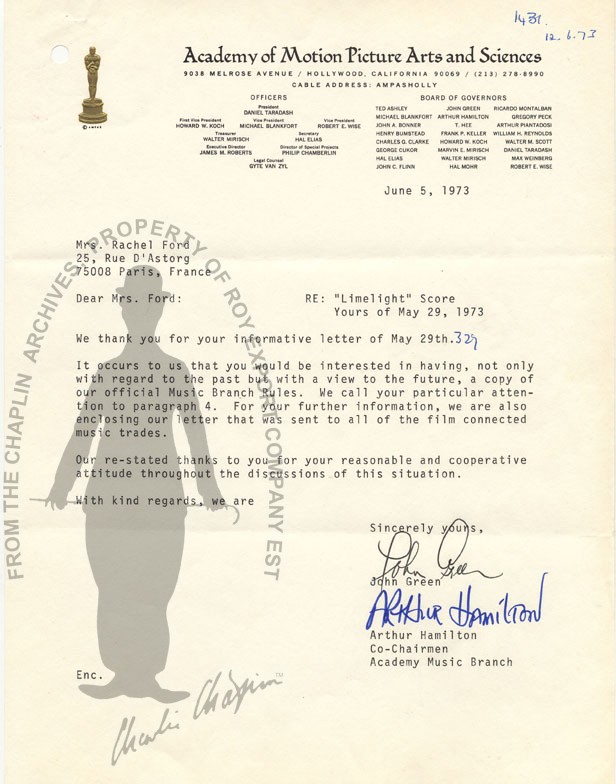 1431.
12.6.73
Academy of Motion Picture Arts and Sciences
9038 MELROSE AVENUE / HOLLYWOOD, CALIFORNIA 90069 / (213) 278-8990
CABLE ADDRESS: AMPASHOLLY
© AMPAS
OFFICERS
President
DANIEL TARADASH
First Vice President
HOWARD W. KOCH
Vice President
MICHAEL BLANKFORT
Vice President
ROBERT E. WISE
Treasurer
WALTER MIRISCH
Secretary
HAL ELIAS
Executive Director
JAMES M. ROBERTS
Director of Special Projects
PHILIP CHAMBERLIN
Legal Counsel
GYTE VAN ZYL
BOARD OF GOVERNORS
TED ASHLEY JOHN GREEN RICARDO MONTALBAN
MICHAEL BLANKFORT ARTHUR HAMILTON GREGORY PECK
JOHN A. BONNER T. HEE ARTHUR PIANTADOSI
HENRY BUMSTEAD FRANK P. KELLER WILLIAM H. REYNOLDS
CHARLES G. CLARKE HOWARD W. KOCH WALTER M. SCOTT
GEORGE CUKOR MARVIN E. MIRISCH DANIEL TARADASH
HAL ELIAS WALTER MIRISCH MAX WEINBERG
JOHN C. FLINN HAL MOHR ROBERT E. WISE
June 5, 1973
Mrs. Rachel Ford
25, Rue D'Astorg
75008 Paris, France
Dear Mrs. Ford: RE: "Limelight" Score
Yours of May 29, 1973
We thank you for your informative letter of May 29th. 329
It occurs to us that you would be interested in having, not only
with regard to the past but with a view to the future, a copy of
our official Music Branch Rules. We call your particular atten-
tion to paragraph 4. For your further information, we are also
enclosing our letter that was sent to all of the film connected
music trades.
Our re-stated thanks to you for your reasonable and cooperative
attitude throughout the discussions of this situation.
With kind regards, we are
Sincerely yours,
John Green
John Green
ARTHUR HAMILTON
Arthur Hamilton
Co-Chairmen
Academy Music Branch
Enc.
FROM THE CHAPLIN ARCHIVES, PROPERTY OF ROY EXPORT COMPANY EST
Charlie Chaplin™